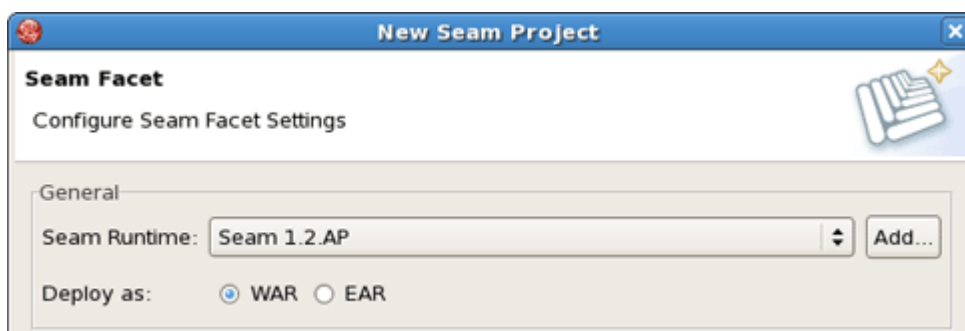 New Seam Project
Seam Facet
Configure Seam Facet Settings
General
Seam Runtime: Seam 1.2.AP Add...
Deploy as: WAR EAR